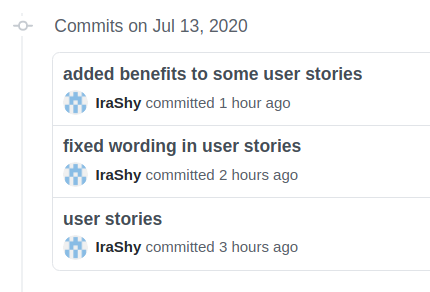 Commits on Jul 13, 2020
added benefits to some user stories
IraShy committed 1 hour ago
fixed wording in user stories
IraShy committed 2 hours ago
user stories
IraShy committed 3 hours ago